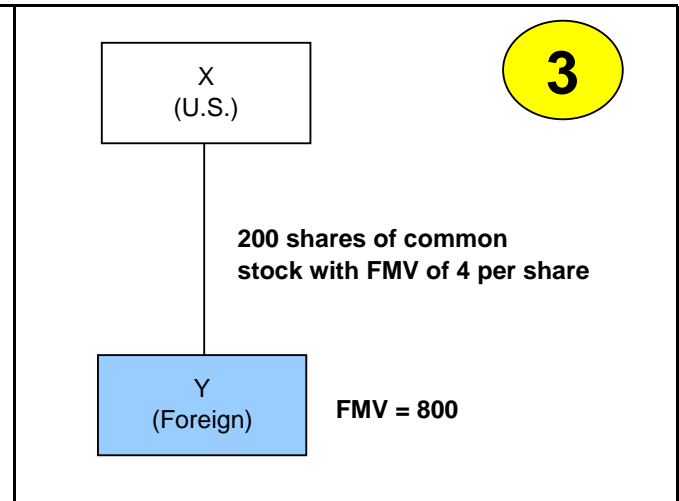 X
(U.S.)
3
200 shares of common
stock with FMV of 4 per share
Y
(Foreign)
FMV = 800